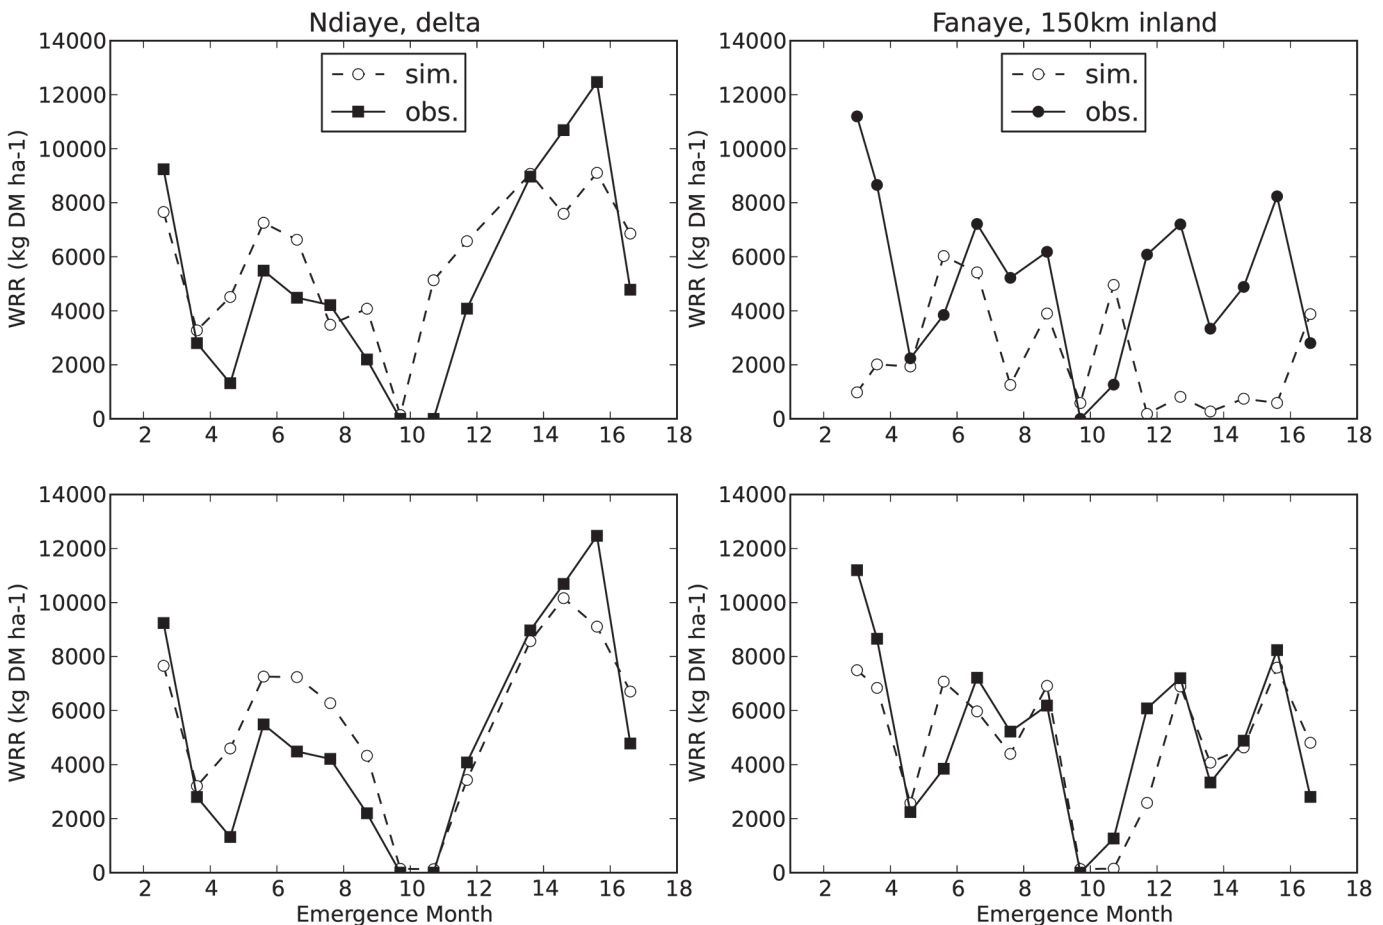 Ndiaye, delta
Fanaye, 150km inland
14000
12000
10000
8000
6000
4000
2000
0
WRR (kg DM ha-1)
sim.
obs.
2 4 6 8 10 12 14 16 18
14000
12000
10000
8000
6000
4000
2000
0
WRR (kg DM ha-1)
sim.
obs.
2 4 6 8 10 12 14 16 18
14000
12000
10000
8000
6000
4000
2000
0
WRR (kg DM ha-1)
2 4 6 8 10 12 14 16 18
Emergence Month
14000
12000
10000
8000
6000
4000
2000
0
WRR (kg DM ha-1)
2 4 6 8 10 12 14 16 18
Emergence Month